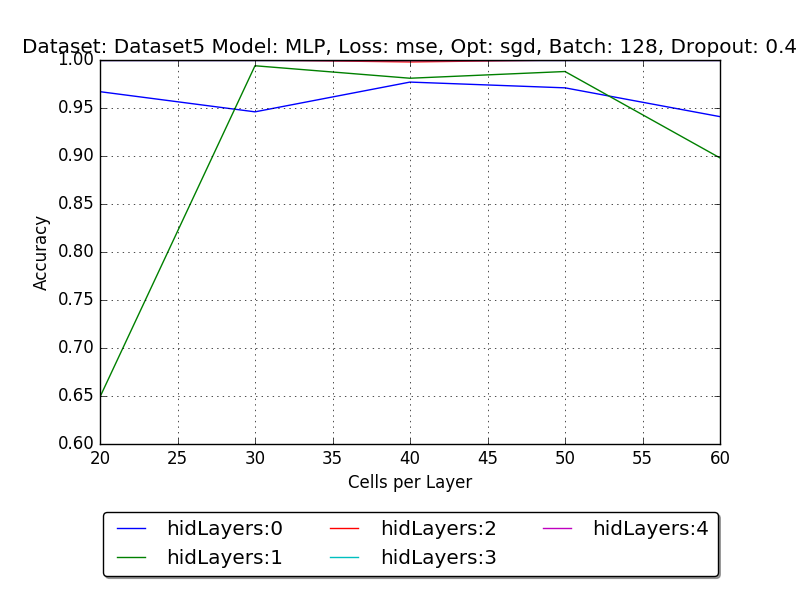 Dataset: Dataset5 Model: MLP, Loss: mse, Opt: sgd, Batch: 128, Dropout: 0.4
1.00
0.95
0.90
0.85
0.80
0.75
0.70
0.65
0.60
Accuracy
20 25 30 35 40 45 50 55 60
Cells per Layer
hidLayers:0 hidLayers:2 hidLayers:4
hidLayers:1 hidLayers:3